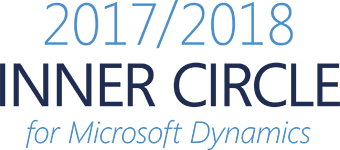 2017/2018
INNER CIRCLE
for Microsoft Dynamics